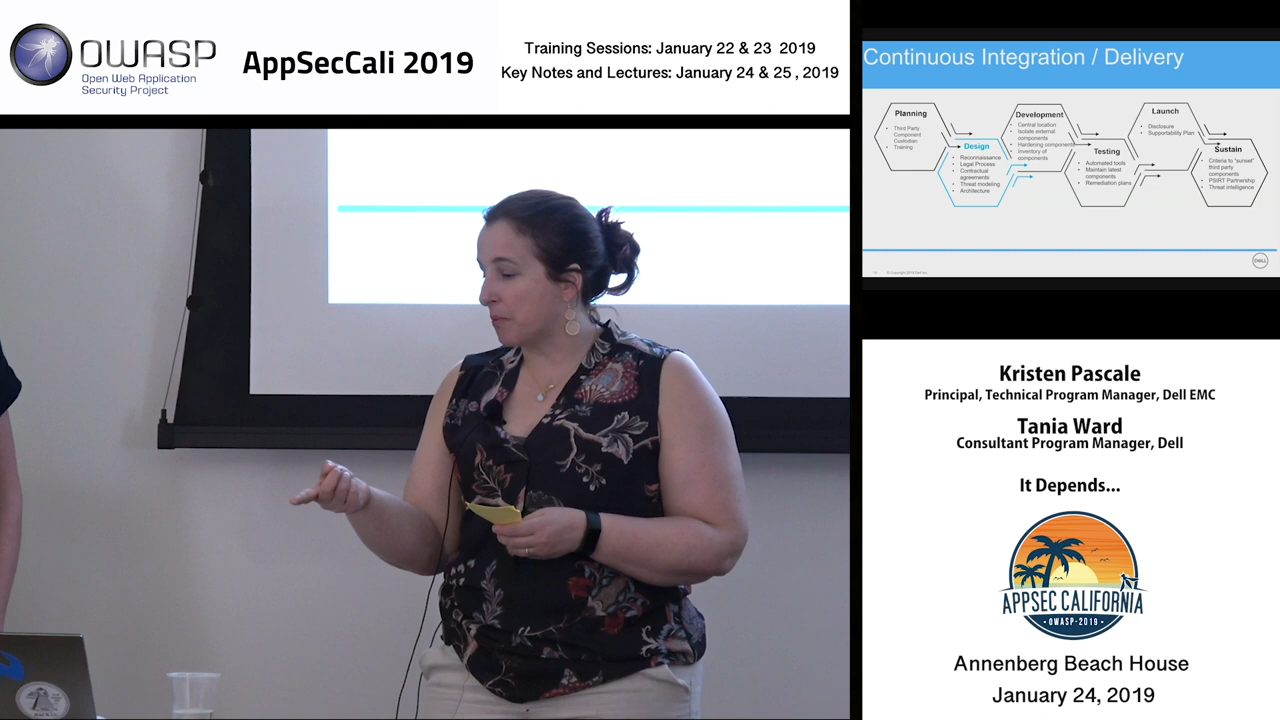 OWASP
Open Web Application
Security Project
AppSecCali 2019
Training Sessions: January 22 & 23 2019
Key Notes and Lectures: January 24 & 25 , 2019
Continuous Integration / Delivery
Planning
• Third Party
Component
Custodian
• Training
Design
• Reconnaissance
• Legal Process
• Contractual
agreements
• Threat modeling
• Architecture
Development
• Central location
• Isolate external
components
• Hardening components
• Inventory of
components
Testing
• Automated tools
• Maintain latest
components
• Remediation plans
Launch
• Disclosure
• Supportability Plan
Sustain
• Criteria to "sunset"
third party
components
• PSIRT Partnership
• Threat intelligence
DELL
Kristen Pascale
Principal, Technical Program Manager, Dell EMC
Tania Ward
Consultant Program Manager, Dell
It Depends...
APPSEC CALIFORNIA
• OWASP-2019 •
Annenberg Beach House
January 24, 2019